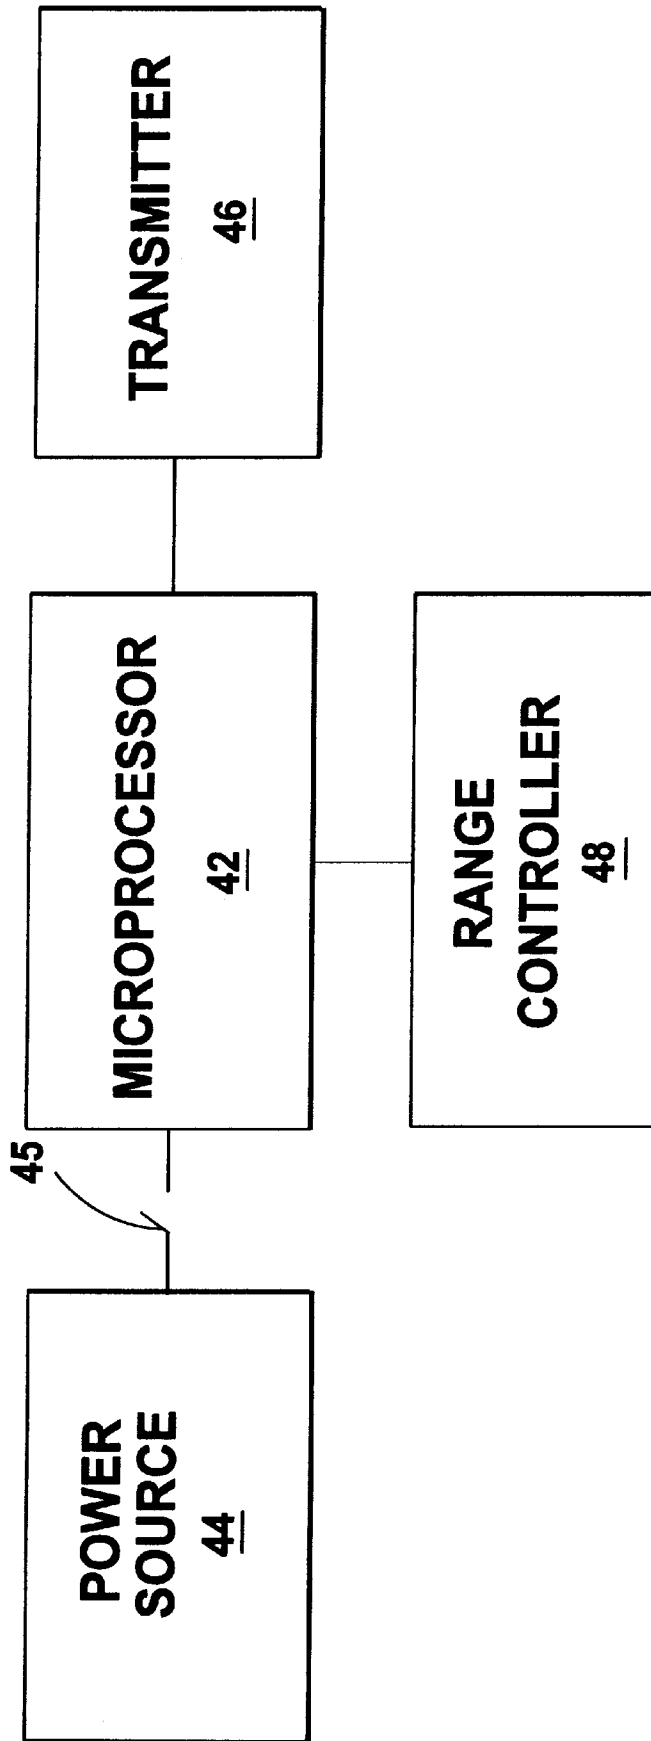 POWER
SOURCE
44
45
MICROPROCESSOR
42
TRANSMITTER
46
RANGE
CONTROLLER
48